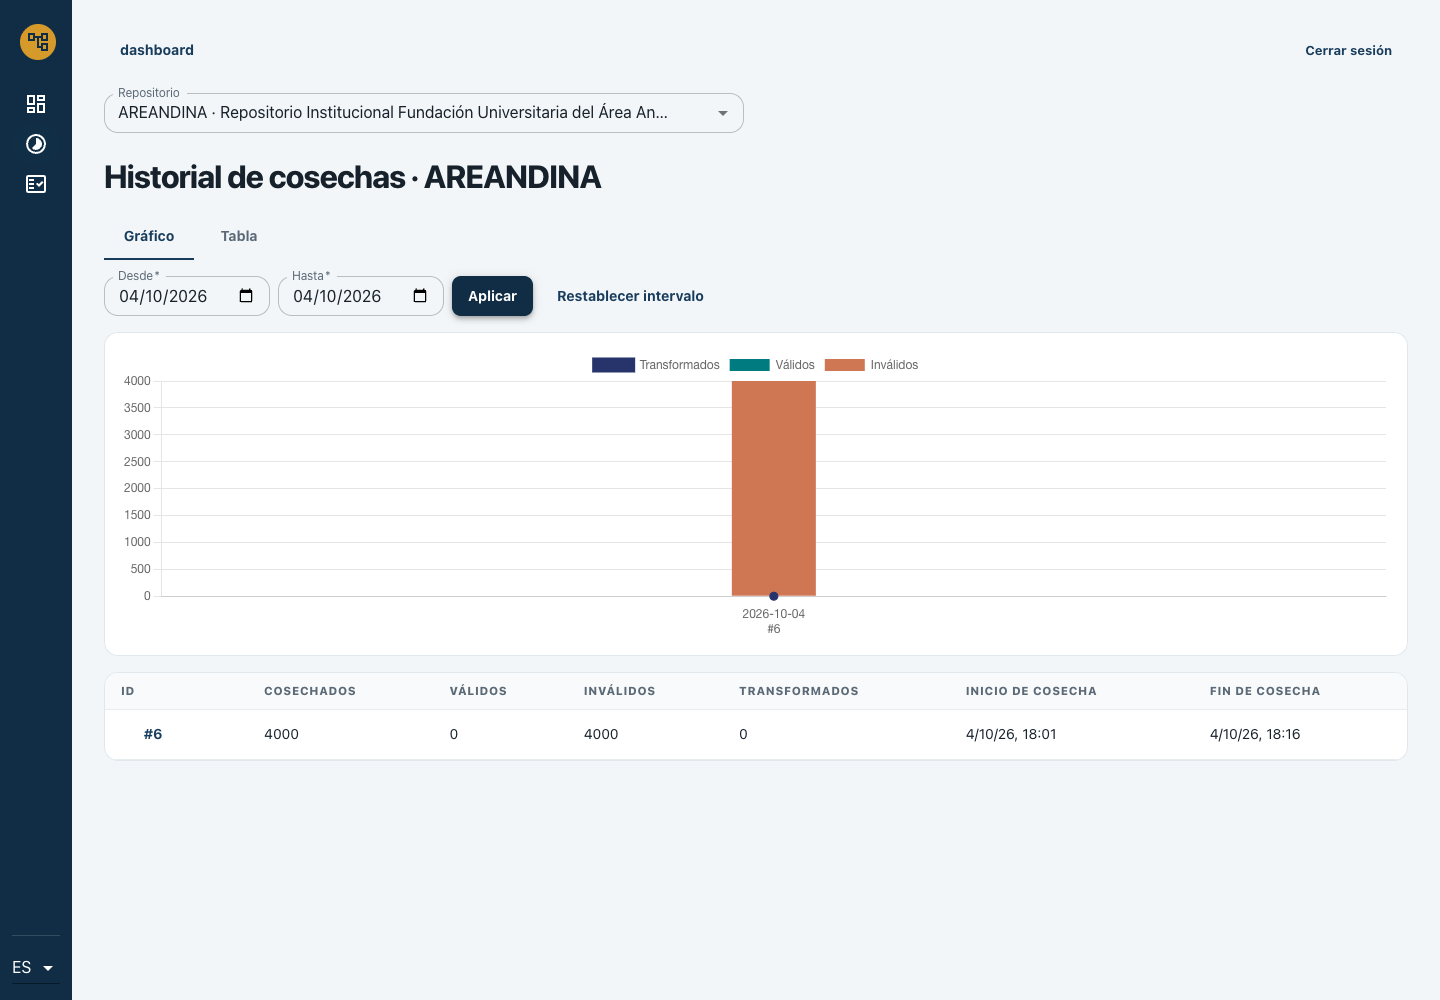 dashboard
Cerrar sesión
Repositorio
AREANDINA · Repositorio Institucional Fundación Universitaria del Área An...
Historial de cosechas · AREANDINA
Gráfico Tabla
Desde* Hasta*
04/10/2026 04/10/2026 Aplicar Restablecer intervalo
Transformados Válidos Inválidos
4000
3500
3000
2500
2000
1500
1000
500
0
2026-10-04
#6
ID COSECHADOS VÁLIDOS INVÁLIDOS TRANSFORMADOS INICIO DE COSECHA FIN DE COSECHA
#6 4000 0 4000 0 4/10/26, 18:01 4/10/26, 18:16
ES